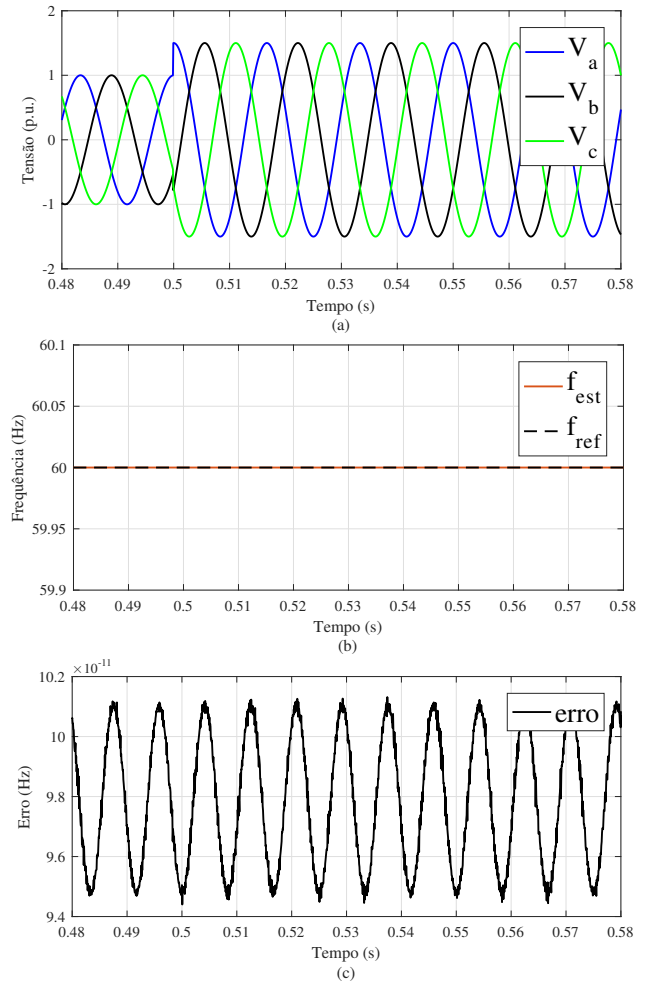 2
1
0
-1
-2
Tensão (p.u.)
V_a
V_b
V_c
0.48 0.49 0.5 0.51 0.52 0.53 0.54 0.55 0.56 0.57 0.58
Tempo (s)
(a)
60.1
60.05
60
59.95
59.9
Frequência (Hz)
f_est
f_ref
0.48 0.49 0.5 0.51 0.52 0.53 0.54 0.55 0.56 0.57 0.58
Tempo (s)
(b)
×10^-11
10.2
10
9.8
9.6
9.4
Erro (Hz)
erro
0.48 0.49 0.5 0.51 0.52 0.53 0.54 0.55 0.56 0.57 0.58
Tempo (s)
(c)